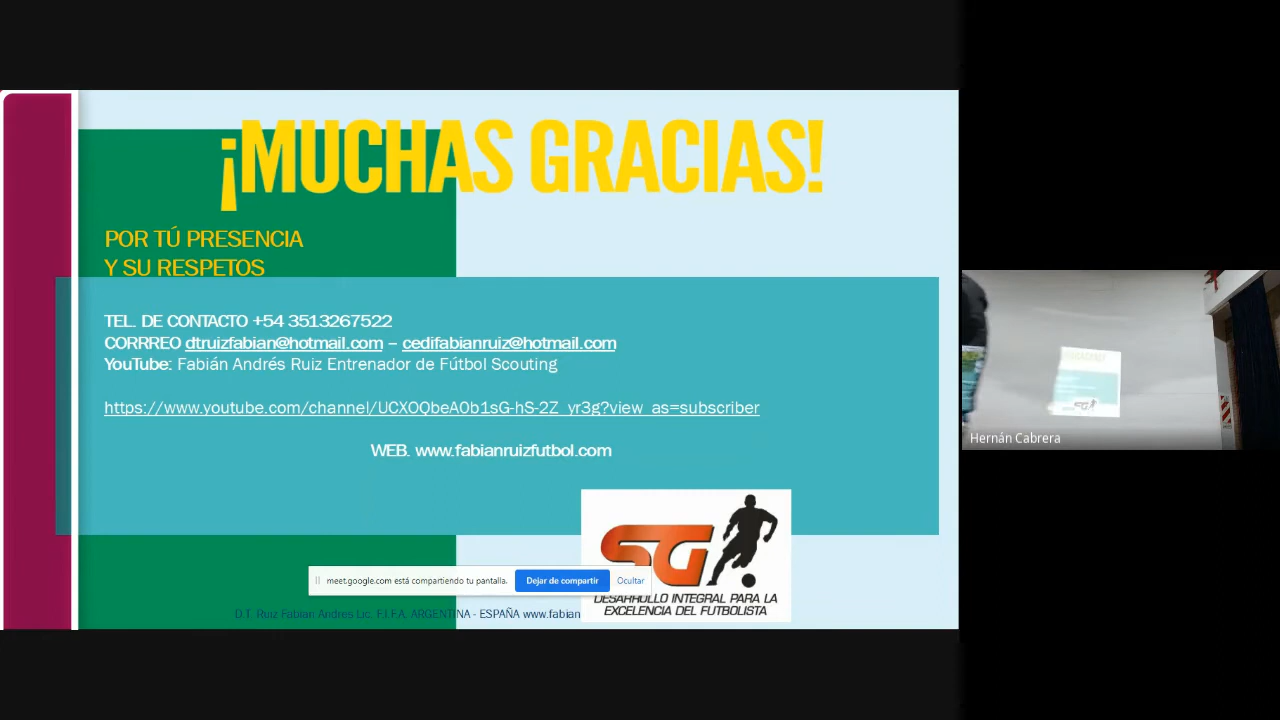 ¡MUCHAS GRACIAS!
POR TÚ PRESENCIA
Y SU RESPETOS
TEL. DE CONTACTO +54 3513267522
CORRREO dtruizfabian@hotmail.com – cedifabianruiz@hotmail.com
YouTube: Fabián Andrés Ruiz Entrenador de Fútbol Scouting
https://www.youtube.com/channel/UCXOQbeA0b1sG-hS-2Z_yr3g?view_as=subscriber
WEB. www.fabianruizfutbol.com
SG
DESARROLLO INTEGRAL PARA LA
EXCELENCIA DEL FUTBOLISTA
meet.google.com está compartiendo tu pantalla.
Dejar de compartir
Ocultar
D.T. Ruiz Fabian Andres Lic. F.I.F.A. ARGENTINA - ESPAÑA www.fabian
Hernán Cabrera